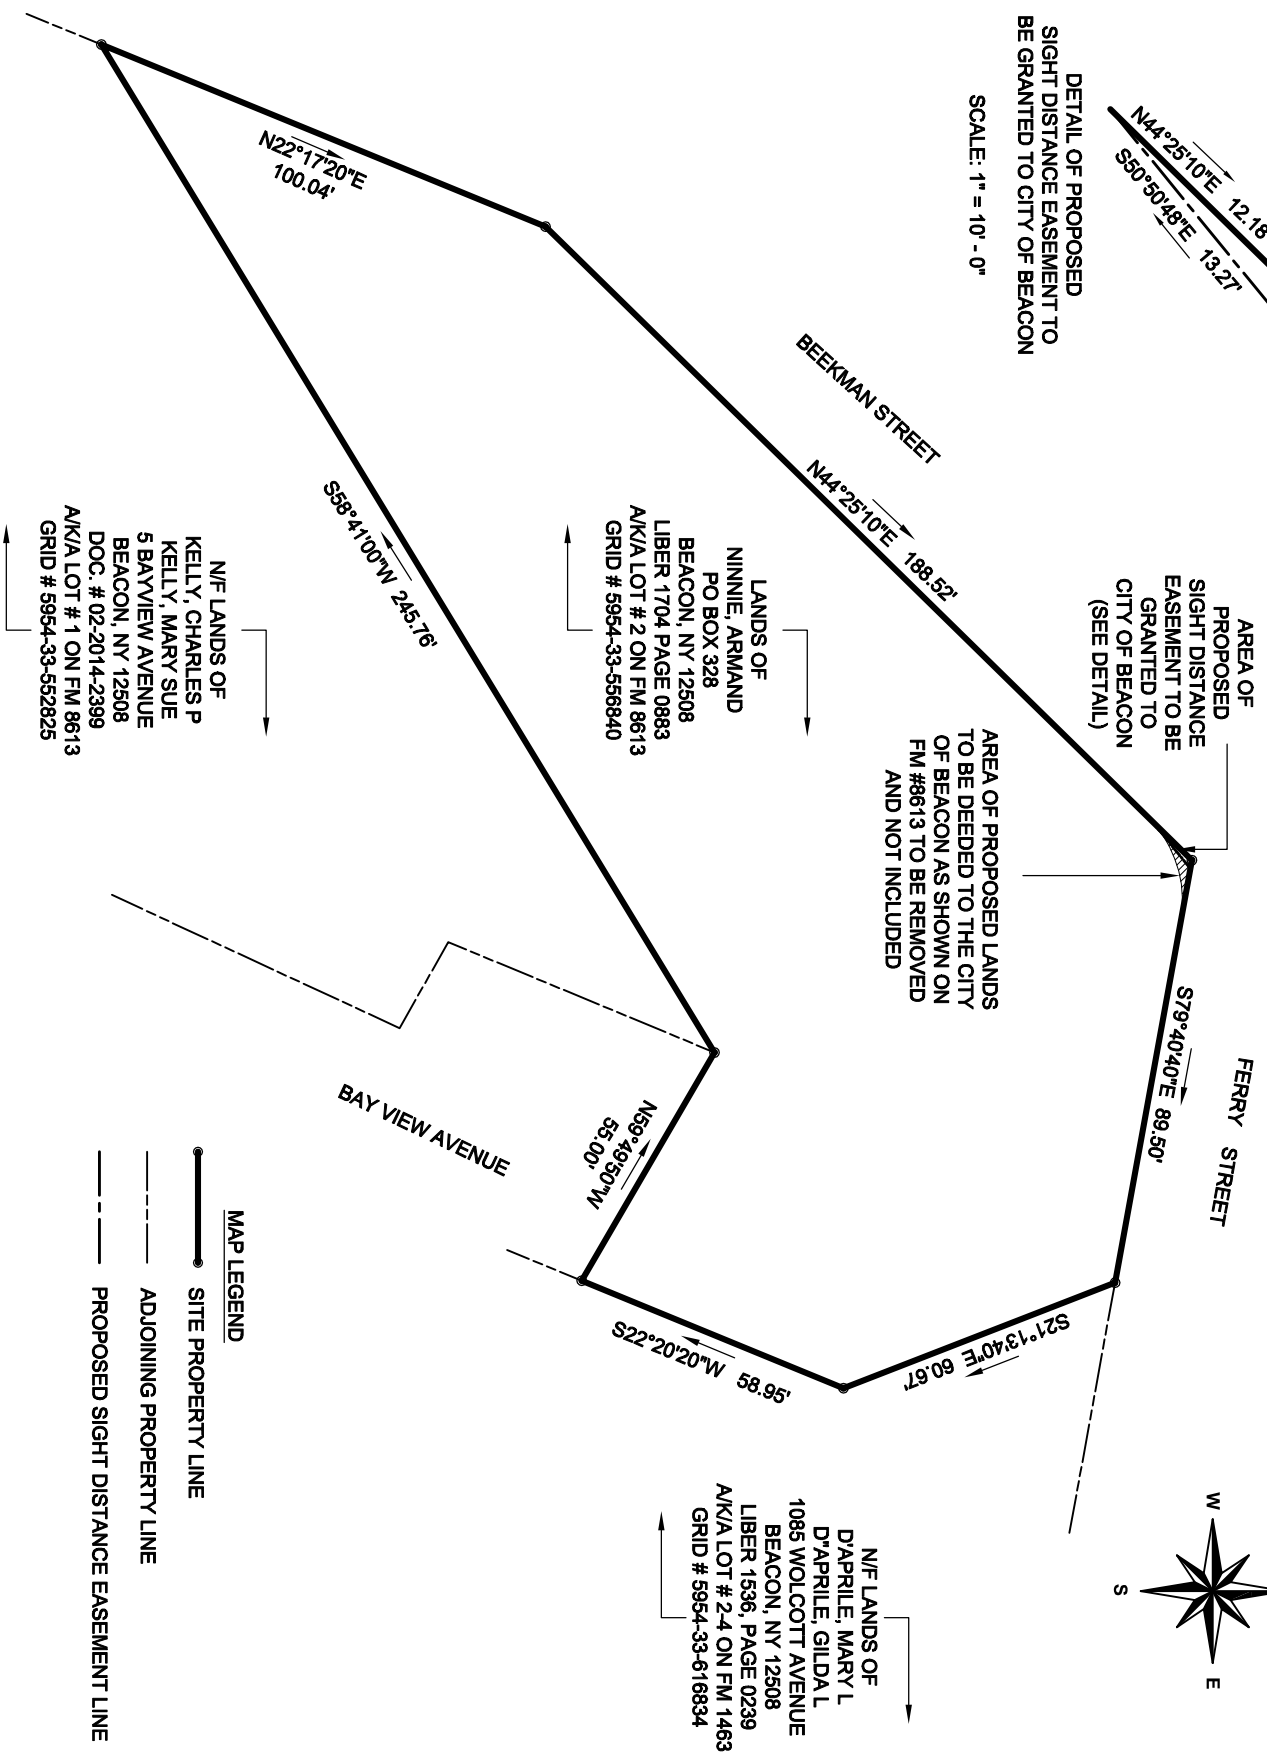 N44°25'10"E 12.18
S50°50'48"E 13.27'
DETAIL OF PROPOSED
SIGHT DISTANCE EASEMENT TO
BE GRANTED TO CITY OF BEACON
SCALE: 1" = 10' - 0"
AREA OF
PROPOSED
SIGHT DISTANCE
EASEMENT TO BE
GRANTED TO
CITY OF BEACON
(SEE DETAIL)
FERRY STREET
W
S
E
BEEKMAN STREET
N44°25'10"E 188.52'
S79°40'40"E 89.50'
AREA OF PROPOSED LANDS
TO BE DEEDED TO THE CITY
OF BEACON AS SHOWN ON
FM #8613 TO BE REMOVED
AND NOT INCLUDED
S21°13'40"E 60.67'
N/F LANDS OF
D'APRILE, MARY L
D'APRILE, GILDA L
1085 WOLCOTT AVENUE
BEACON, NY 12508
LIBER 1536, PAGE 0239
A/K/A LOT # 2-4 ON FM 1463
GRID # 5954-33-616834
LANDS OF
NINNIE, ARMAND
PO BOX 328
BEACON, NY 12508
LIBER 1704 PAGE 0883
A/K/A LOT # 2 ON FM 8613
GRID # 5954-33-556840
S22°20'20"W 58.95'
N59°49'50"W
55.00'
N22°17'20"E
100.04'
S58°41'00"W 245.76'
BAY VIEW AVENUE
N/F LANDS OF
KELLY, CHARLES P
KELLY, MARY SUE
5 BAYVIEW AVENUE
BEACON, NY 12508
DOC. # 02-2014-2399
A/K/A LOT # 1 ON FM 8613
GRID # 5954-33-552825
MAP LEGEND
SITE PROPERTY LINE
ADJOINING PROPERTY LINE
PROPOSED SIGHT DISTANCE EASEMENT LINE